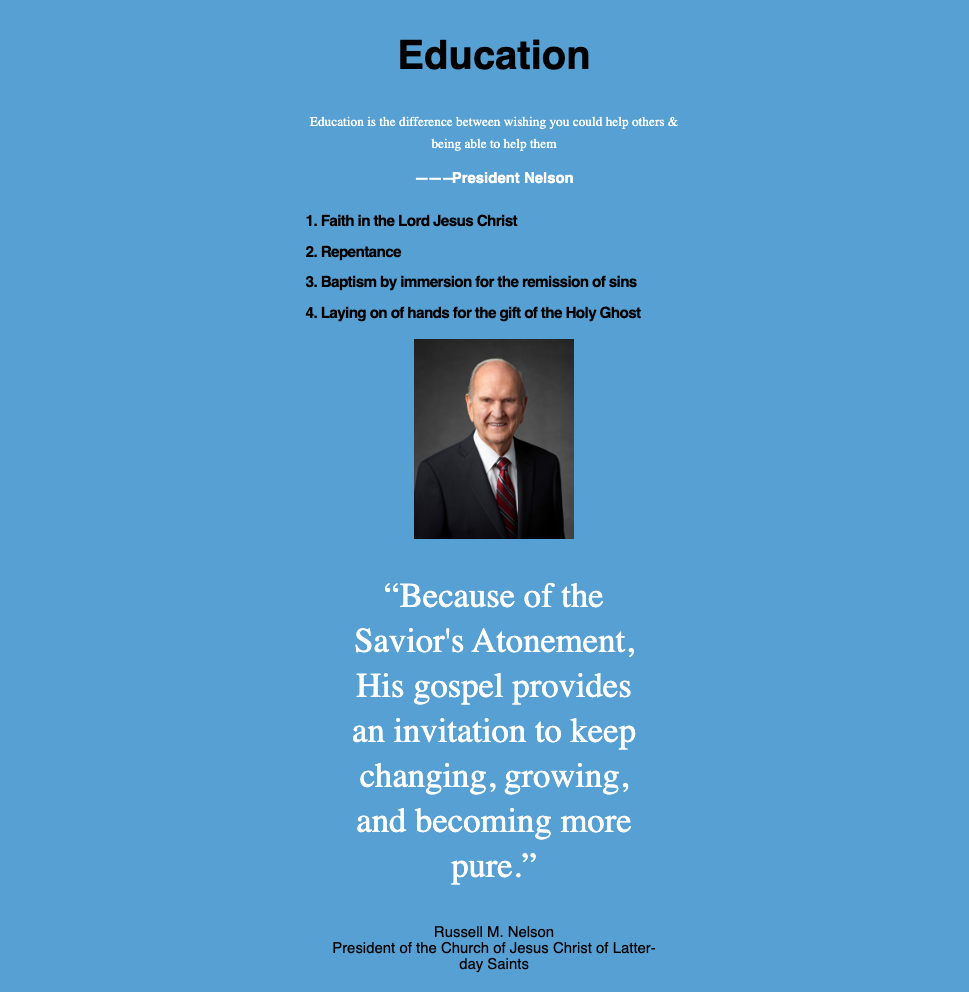 Education
Education is the difference between wishing you could help others &
being able to help them
———President Nelson
1. Faith in the Lord Jesus Christ
2. Repentance
3. Baptism by immersion for the remission of sins
4. Laying on of hands for the gift of the Holy Ghost
“Because of the
Savior's Atonement,
His gospel provides
an invitation to keep
changing, growing,
and becoming more
pure.”
Russell M. Nelson
President of the Church of Jesus Christ of Latter-
day Saints